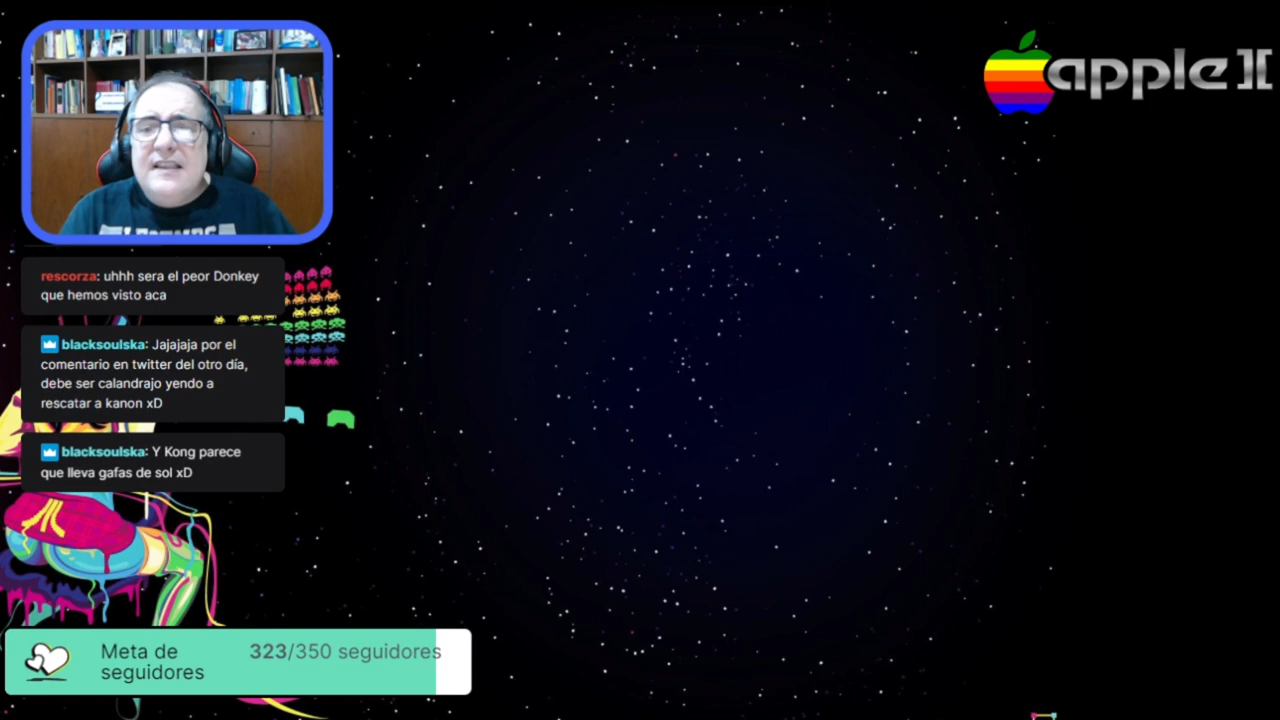 apple ][
rescorza: uhhh sera el peor Donkey
que hemos visto aca
blacksoulska: Jajajaja por el
comentario en twitter del otro día,
debe ser calandrajo yendo a
rescatar a kanon xD
blacksoulska: Y Kong parece
que lleva gafas de sol xD
Meta de
seguidores
323/350 seguidores